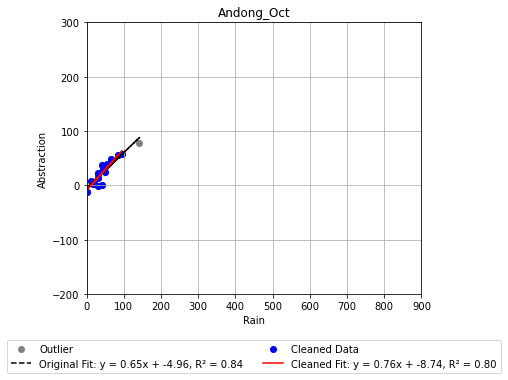 Andong_Oct
300
200
100
0
−100
−200
Abstraction
0 100 200 300 400 500 600 700 800 900
Rain
Outlier
Original Fit: y = 0.65x + -4.96, R² = 0.84
Cleaned Data
Cleaned Fit: y = 0.76x + -8.74, R² = 0.80